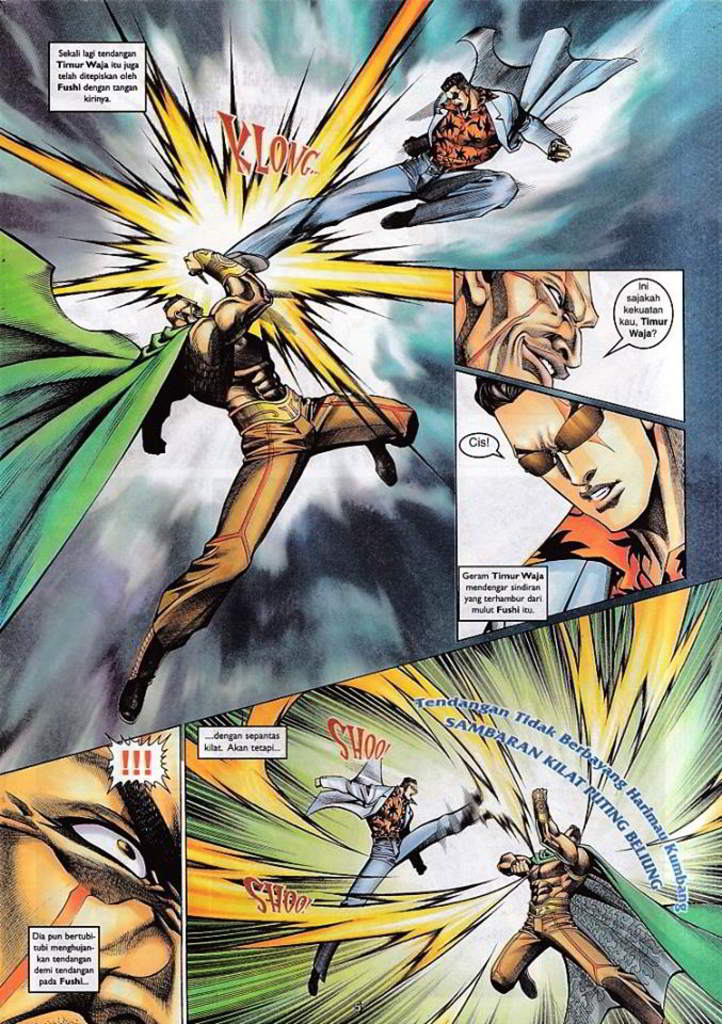 Sekali lagi tendangan
Timur Waja itu juga
telah ditepiskan oleh
Fushi dengan tangan
kirinya.
KLONG...
Ini
sajakah
kekuatan
kau, Timur
Waja?
Cis!
Geram Timur Waja
mendengar sindiran
yang terhambur dari
mulut Fushi itu.
!!!
Dia pun bertubi-
tubi menghujan-
kan tendangan
demi tendangan
pada Fushi...
....dengan sepantas
kilat. Akan tetapi...
SHOO!
SHOO!
Tendangan Tidak Berbayang Harimau Kumbang
SAMBARAN KILAT RITING BELIUNG